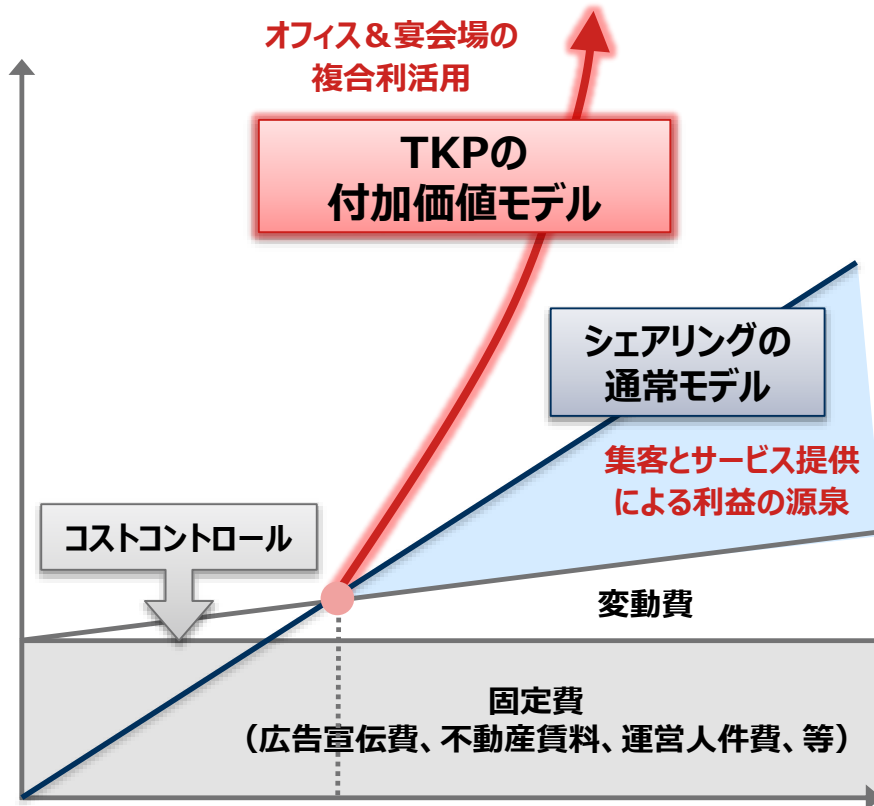 オフィス＆宴会場の
複合利活用
TKPの
付加価値モデル
シェアリングの
通常モデル
集客とサービス提供
による利益の源泉
コストコントロール
変動費
固定費
（広告宣伝費、不動産賃料、運営人件費、等）